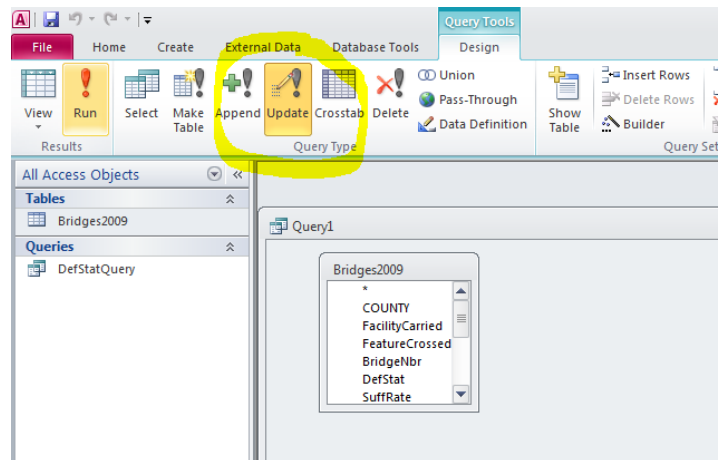 A
Query Tools
File Home Create External Data Database Tools Design
View Run Select Make Table Append Update Crosstab Delete
Union
Pass-Through
Data Definition
Show Table
Insert Rows
Delete Rows
Builder
Results Query Type Query Set
All Access Objects
Tables
Bridges2009
Queries
DefStatQuery
Query1
Bridges2009
*
COUNTY
FacilityCarried
FeatureCrossed
BridgeNbr
DefStat
SuffRate